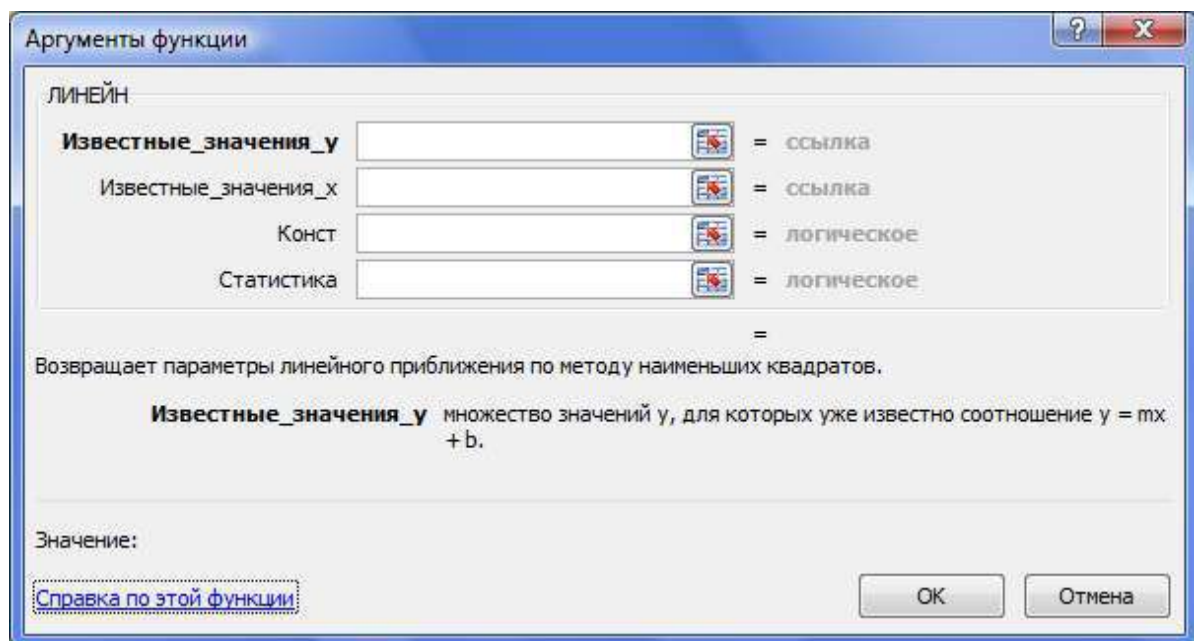 Аргументы функции
ЛИНЕЙН
Известные_значения_y = ссылка
Известные_значения_x = ссылка
Конст = логическое
Статистика = логическое
=
Возвращает параметры линейного приближения по методу наименьших квадратов.
Известные_значения_y множество значений y, для которых уже известно соотношение y = mx
+ b.
Значение:
Справка по этой функции OK Отмена